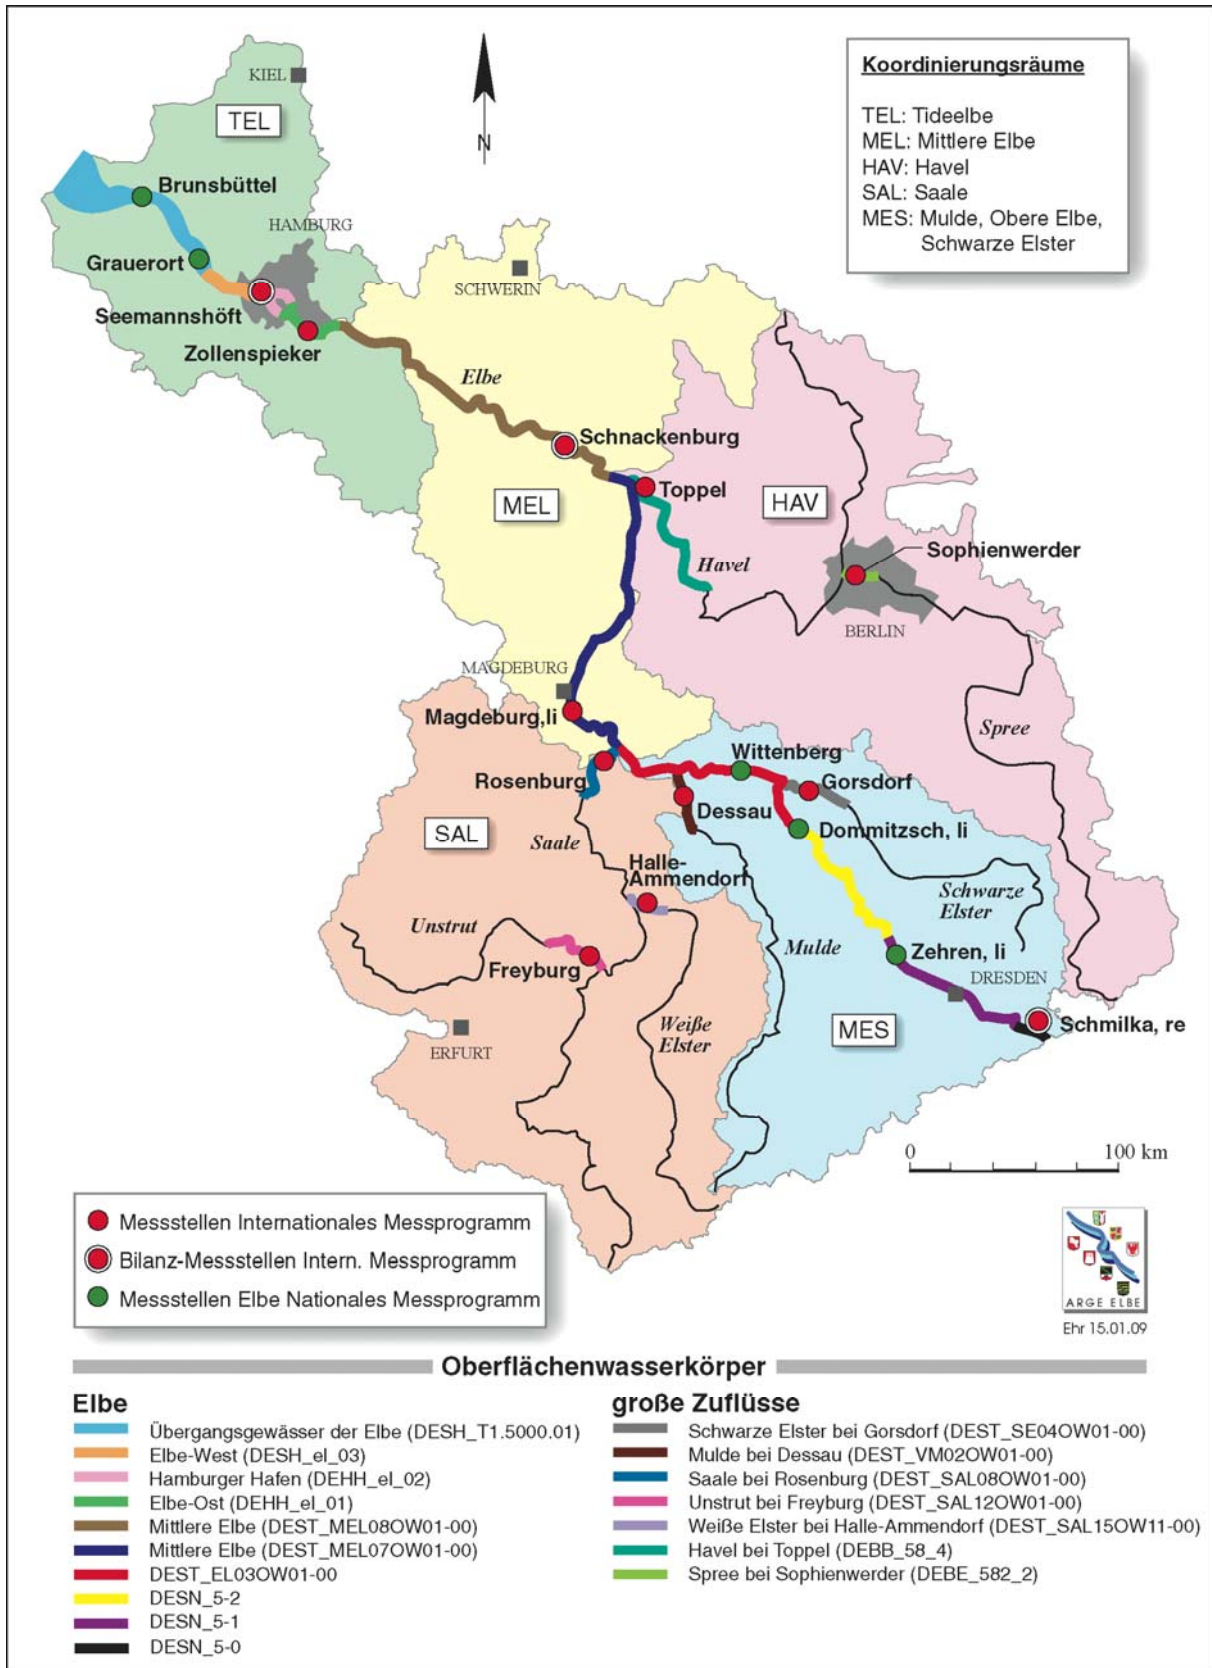 KIEL
TEL
N
Koordinierungsräume
TEL: Tideelbe
MEL: Mittlere Elbe
HAV: Havel
SAL: Saale
MES: Mulde, Obere Elbe,
Schwarze Elster
Brunsbüttel
HAMBURG
Grauerort
SCHWERIN
Seemannshöft
Zollenspieker
Elbe
Schnackenburg
Toppel
MEL
HAV
Sophienwerder
Havel
BERLIN
MAGDEBURG
Magdeburg,li
Spree
Wittenberg
Rosenburg
Gorsdorf
Dessau
SAL
Dommitzsch, li
Saale
Halle-
Ammendorf
Schwarze
Elster
Unstrut
Mulde
Zehren, li
Freyburg
DRESDEN
Weiße
Elster
MES
Schmilka, re
ERFURT
0 100 km
Messstellen Internationales Messprogramm
Bilanz-Messstellen Intern. Messprogramm
Messstellen Elbe Nationales Messprogramm
ARGE ELBE
Ehr 15.01.09
Oberflächenwasserkörper
Elbe
Übergangsgewässer der Elbe (DESH_T1.5000.01)
Elbe-West (DESH_el_03)
Hamburger Hafen (DEHH_el_02)
Elbe-Ost (DEHH_el_01)
Mittlere Elbe (DEST_MEL08OW01-00)
Mittlere Elbe (DEST_MEL07OW01-00)
DEST_EL03OW01-00
DESN_5-2
DESN_5-1
DESN_5-0
große Zuflüsse
Schwarze Elster bei Gorsdorf (DEST_SE04OW01-00)
Mulde bei Dessau (DEST_VM02OW01-00)
Saale bei Rosenburg (DEST_SAL08OW01-00)
Unstrut bei Freyburg (DEST_SAL12OW01-00)
Weiße Elster bei Halle-Ammendorf (DEST_SAL15OW11-00)
Havel bei Toppel (DEBB_58_4)
Spree bei Sophienwerder (DEBE_582_2)